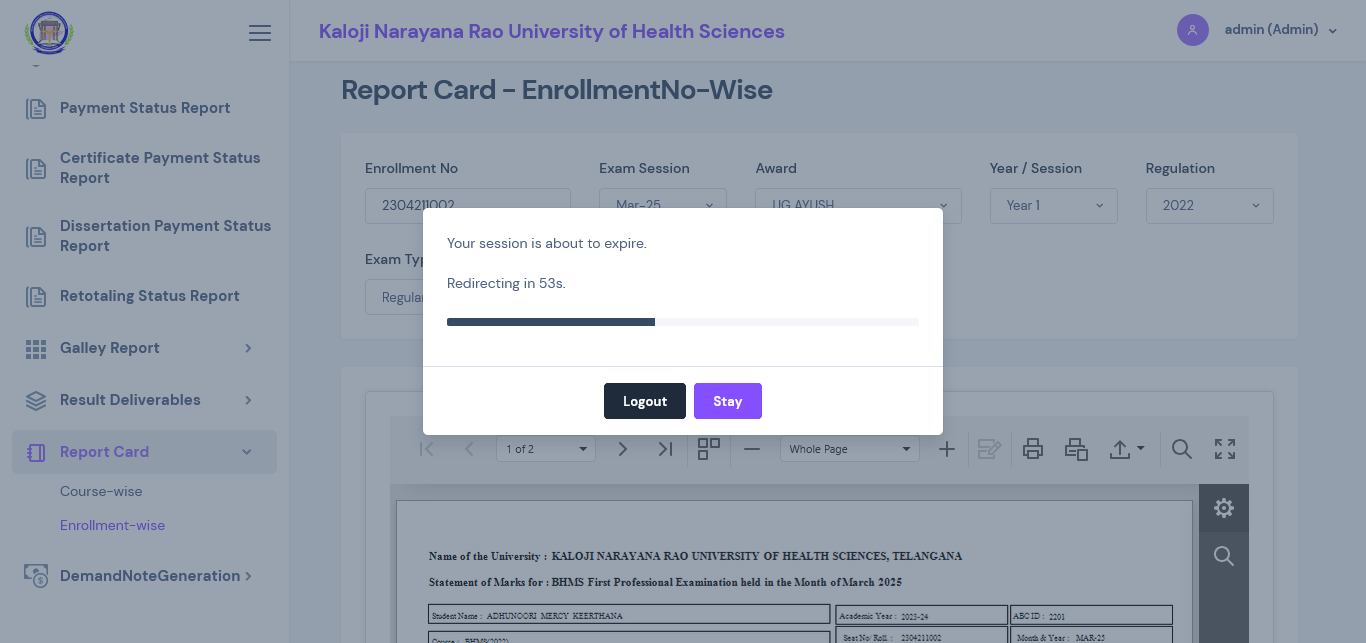 Kaloji Narayana Rao University of Health Sciences
admin (Admin)
Payment Status Report
Certificate Payment Status
Report
Dissertation Payment Status
Report
Retotaling Status Report
Galley Report
Result Deliverables
Report Card
Course-wise
Enrollment-wise
DemandNoteGeneration
Report Card - EnrollmentNo-Wise
Enrollment No
Exam Session
Award
Year / Session
Regulation
2304211002
Mar-25
UG AYUSH
Year 1
2022
Exam Typ
Regular
Your session is about to expire.
Redirecting in 53s.
Logout
Stay
1 of 2
Whole Page
Name of the University : KALOJI NARAYANA RAO UNIVERSITY OF HEALTH SCIENCES, TELANGANA
Statement of Marks for : BHMS First Professional Examination held in the Month of March 2025
Student Name : ADHUNOORI MERCY KEERTHANA
Academic Year : 2023-24
ABC ID : 2201
Course : BHMS(2022)
Seat No/ Roll. : 2304211002
Month & Year : MAR-25